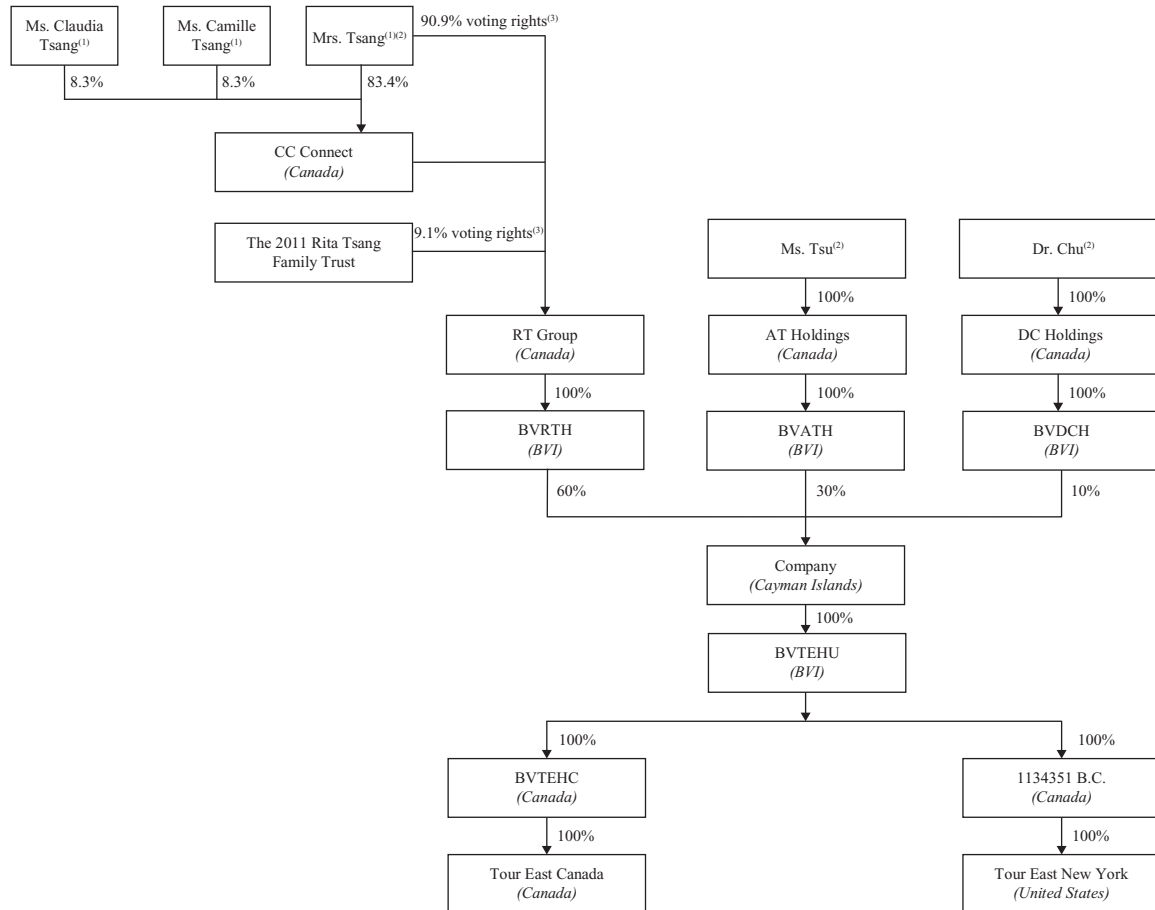 Ms. Claudia
Tsang(1)
Ms. Camille
Tsang(1)
Mrs. Tsang(1)(2)
90.9% voting rights(3)
8.3%
8.3%
83.4%
CC Connect
(Canada)
The 2011 Rita Tsang
Family Trust
9.1% voting rights(3)
Ms. Tsu(2)
Dr. Chu(2)
100%
100%
RT Group
(Canada)
AT Holdings
(Canada)
DC Holdings
(Canada)
100%
100%
100%
BVRTH
(BVI)
BVATH
(BVI)
BVDCH
(BVI)
60%
30%
10%
Company
(Cayman Islands)
100%
BVTEHU
(BVI)
100%
100%
BVTEHC
(Canada)
1134351 B.C.
(Canada)
100%
100%
Tour East Canada
(Canada)
Tour East New York
(United States)